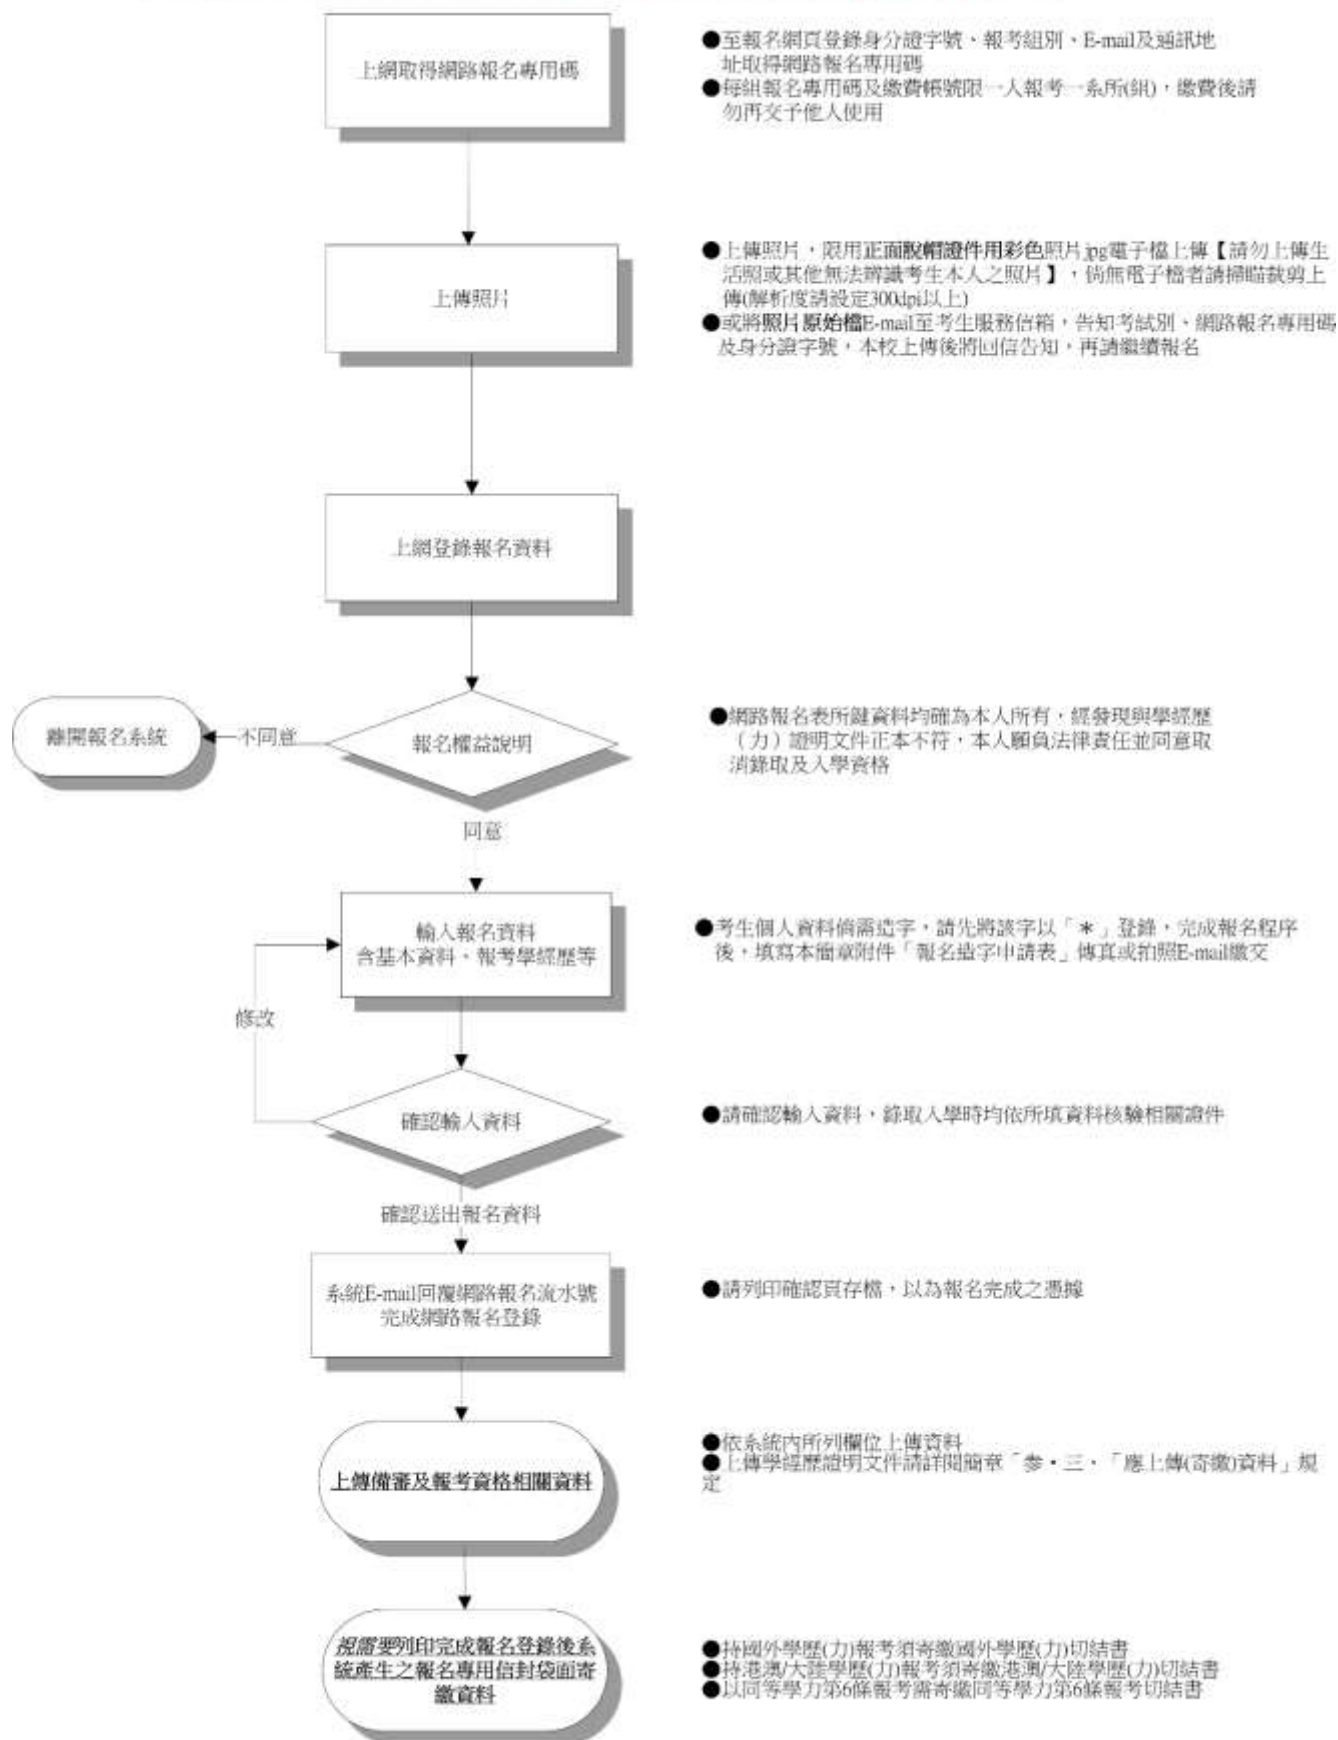 上網取得網路報名專用碼
●至報名網頁登錄身分證字號、報考組別、E-mail及通訊地
址取得網路報名專用碼
●每組報名專用碼及繳費帳號限一人報考一系所(組)，繳費後請
勿再交予他人使用
上傳照片
●上傳照片，限用正面脫帽證件用彩色照片jpg電子檔上傳【請勿上傳生
活照或其他無法辨識考生本人之照片】，倘無電子檔者請掃瞄裁剪上
傳(解析度請設定300dpi以上)
●或將照片原始檔E-mail至考生服務信箱，告知考試別、網路報名專用碼
及身分證字號，本校上傳後將回信告知，再請繼續報名
上網登錄報名資料
離開報名系統
不同意
報名權益說明
●網路報名表所鍵資料均確為本人所有，經發現與學經歷
（力）證明文件正本不符，本人願負法律責任並同意取
消錄取及入學資格
同意
輸入報名資料
含基本資料、報考學經歷等
●考生個人資料倘需造字，請先將該字以「＊」登錄，完成報名程序
後，填寫本簡章附件「報名造字申請表」傳真或拍照E-mail繳交
修改
確認輸入資料
●請確認輸入資料，錄取入學時均依所填資料核驗相關證件
確認送出報名資料
系統E-mail回覆網路報名流水號
完成網路報名登錄
●請列印確認頁存檔，以為報名完成之憑據
上傳備審及報考資格相關資料
●依系統內所列欄位上傳資料
●上傳學經歷證明文件請詳閱簡章「參‧三、「應上傳(寄繳)資料」規
定
視需要列印完成報名登錄後系
統產生之報名專用信封袋面寄
繳資料
●持國外學歷(力)報考須寄繳國外學歷(力)切結書
●持港澳/大陸學歷(力)報考須寄繳港澳/大陸學歷(力)切結書
●以同等學力第6條報考需寄繳同等學力第6條報考切結書